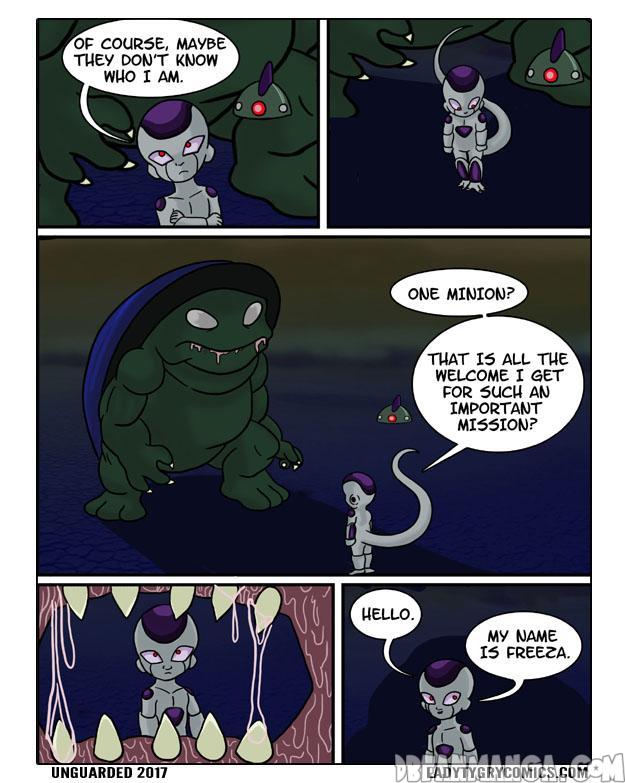 OF COURSE, MAYBE
THEY DON'T KNOW
WHO I AM.
ONE MINION?
THAT IS ALL THE
WELCOME I GET
FOR SUCH AN
IMPORTANT
MISSION?
HELLO.
MY NAME
IS FREEZA.
UNGUARDED 2017
LADYTYGRYCOMICS.COM
DBFANMANGA.COM